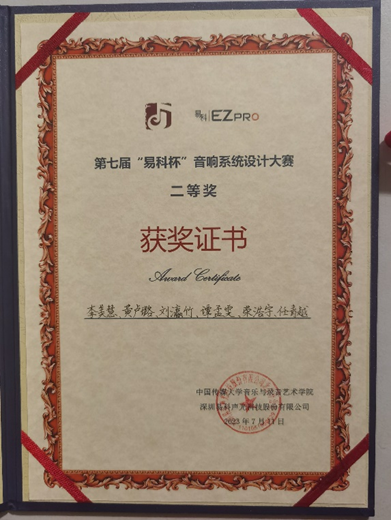 易科 EZPRO
第七届“易科杯”音响系统设计大赛
二等奖
获奖证书
Award Certificate
李美慧、黄卢璐、刘瀛竹、谭孟雯、荣浩宇、任嘉越
中国传媒大学音乐与录音艺术学院
深圳易科声光科技股份有限公司
2023年7月11日